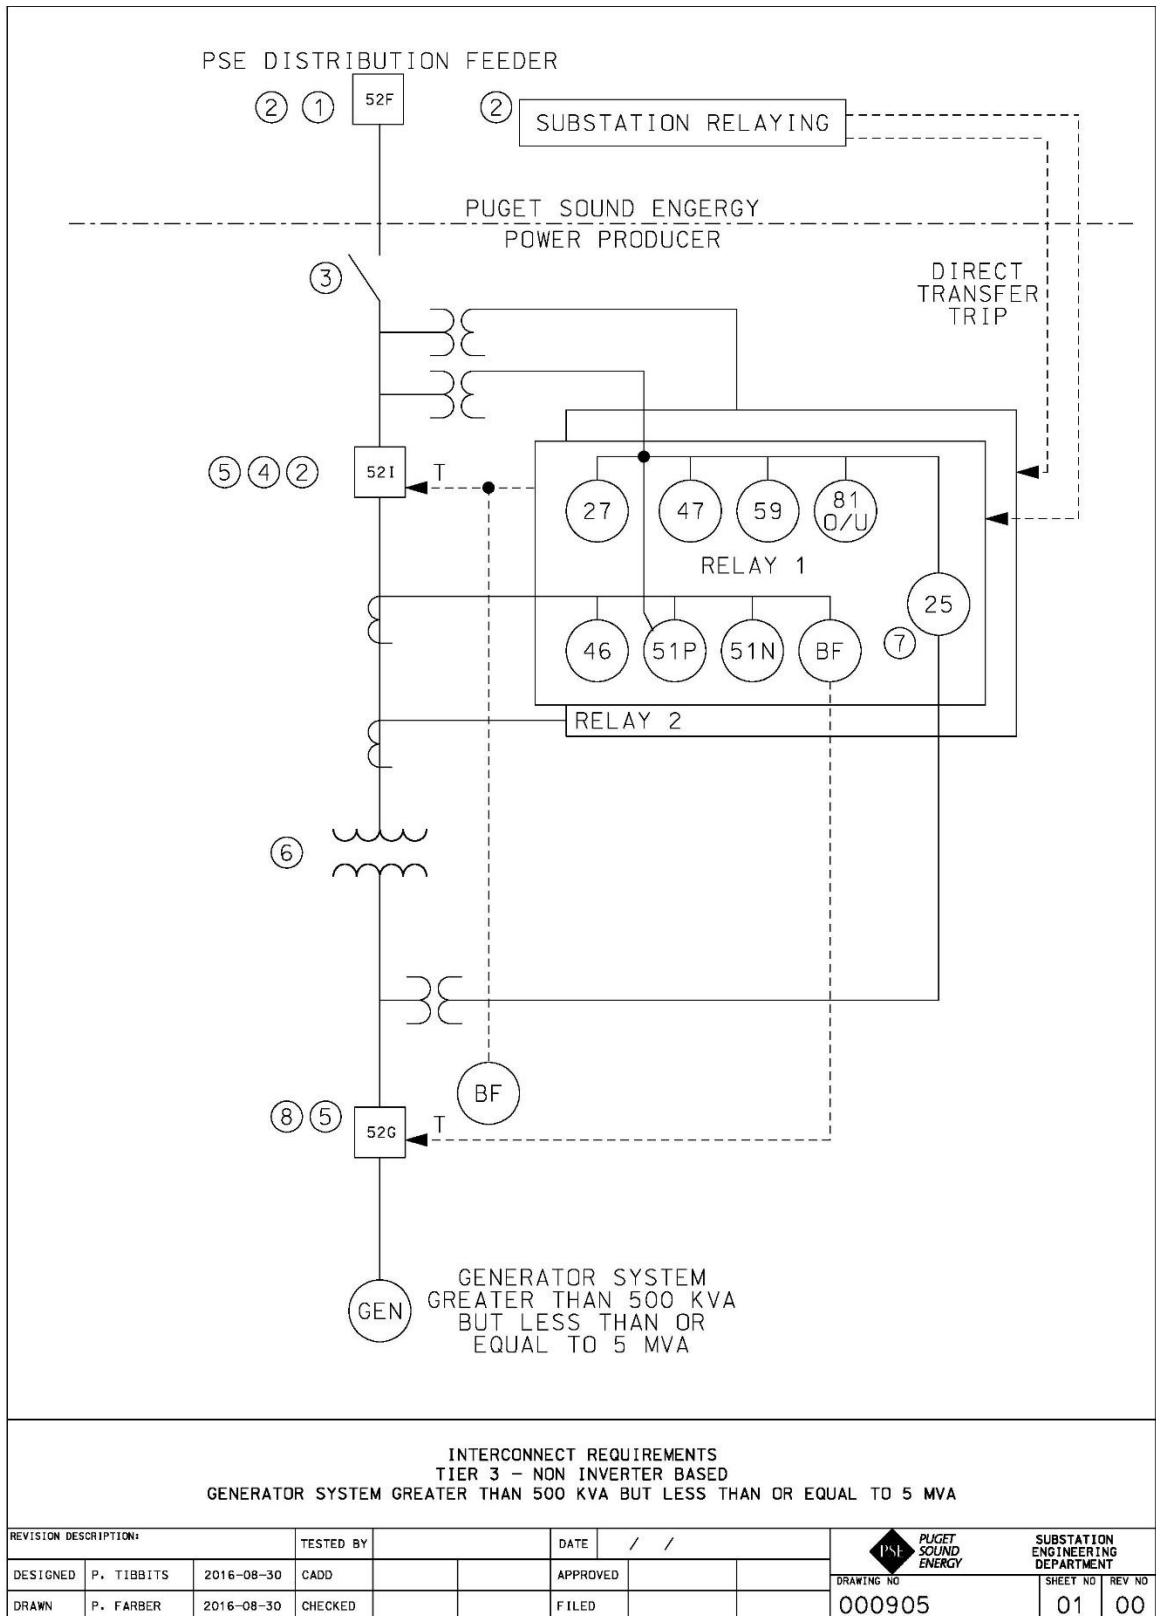 PSE DISTRIBUTION FEEDER
② ① 52F
② SUBSTATION RELAYING
PUGET SOUND ENGERGY
POWER PRODUCER
③
DIRECT
TRANSFER
TRIP
⑤ ④ ② 52I T
27 47 59 81 O/U
RELAY 1
25
⑦
46 51P 51N BF
RELAY 2
⑥
BF
⑧ ⑤ 52G T
GEN
GENERATOR SYSTEM
GREATER THAN 500 KVA
BUT LESS THAN OR
EQUAL TO 5 MVA
INTERCONNECT REQUIREMENTS
TIER 3 - NON INVERTER BASED
GENERATOR SYSTEM GREATER THAN 500 KVA BUT LESS THAN OR EQUAL TO 5 MVA
REVISION DESCRIPTION: TESTED BY DATE / /
DESIGNED P. TIBBITS 2016-08-30 CADD APPROVED
DRAWN P. FARBER 2016-08-30 CHECKED FILED
PSE PUGET SOUND ENERGY
SUBSTATION
ENGINEERING
DEPARTMENT
DRAWING NO SHEET NO REV NO
000905 01 00